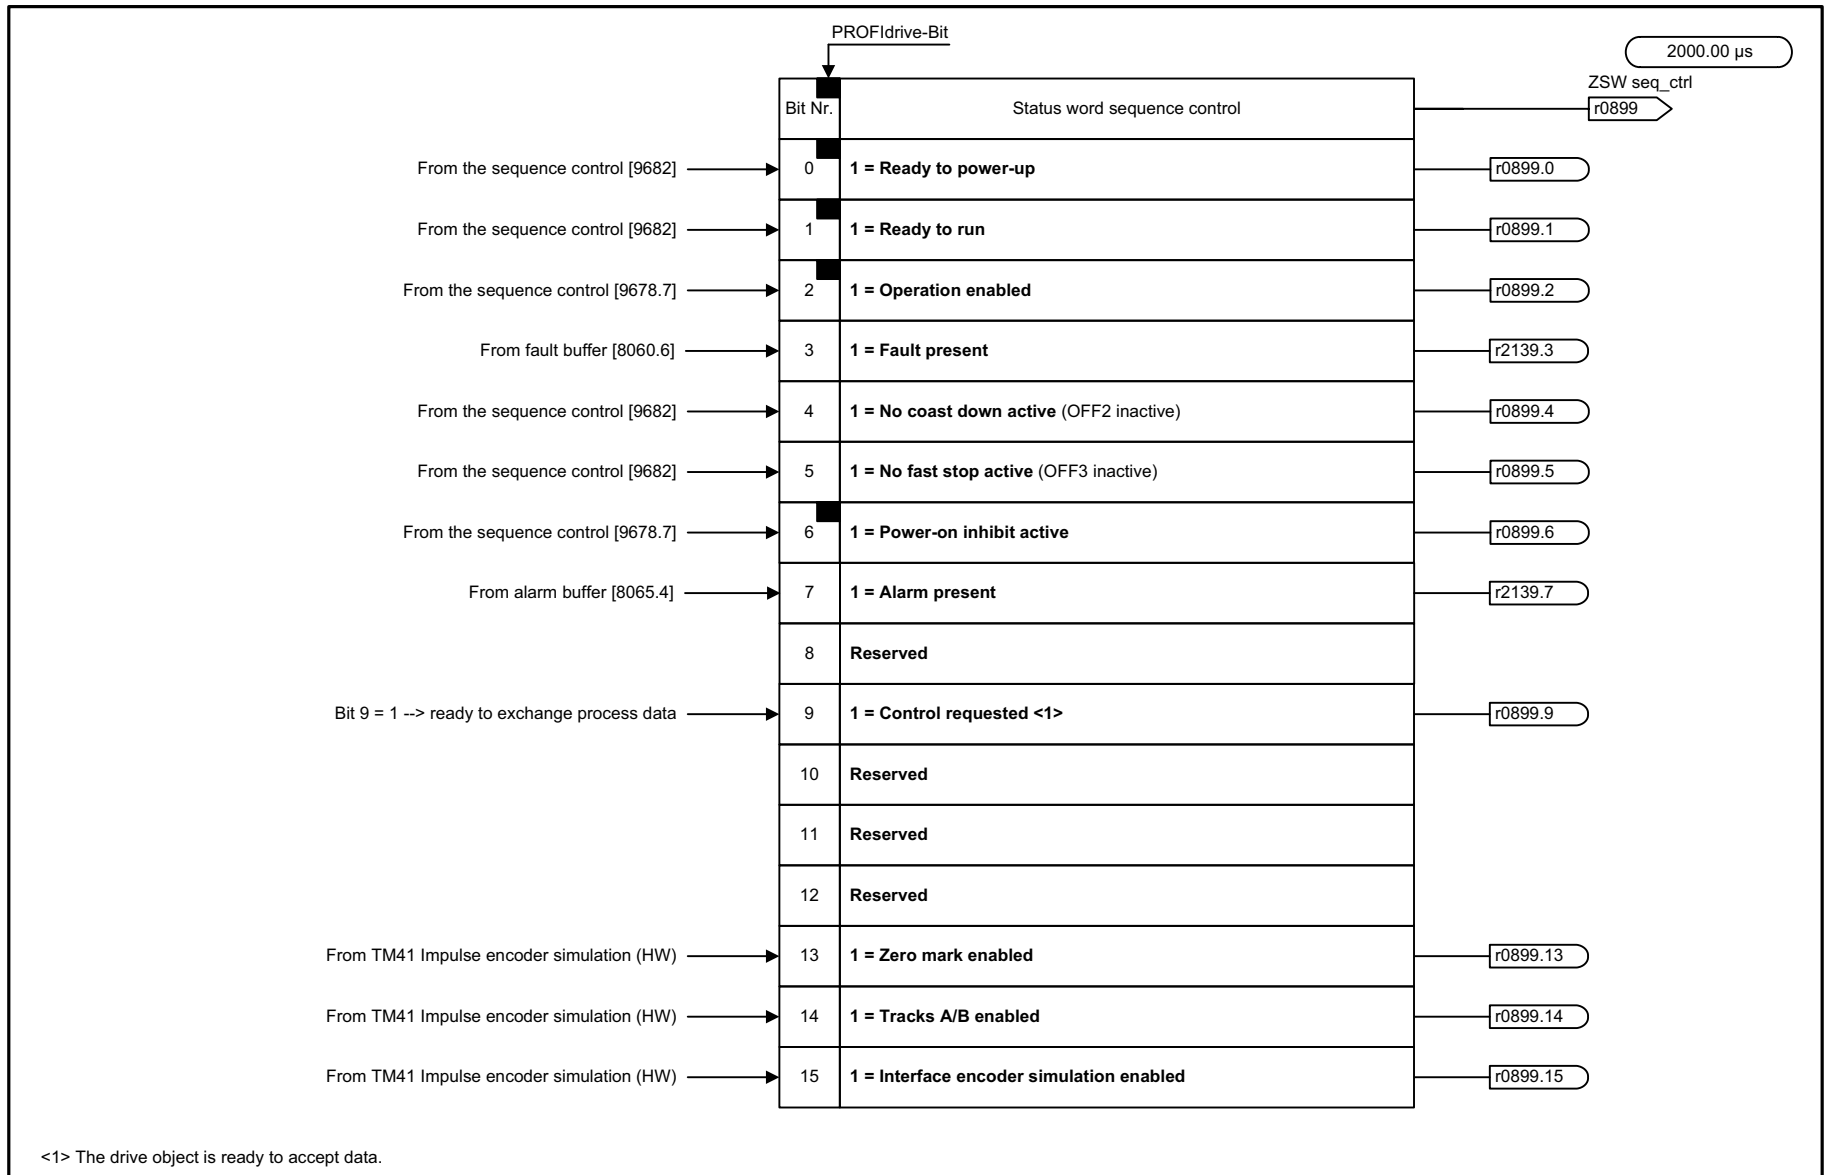 PROFIdrive-Bit
2000.00 µs
ZSW seq_ctrl
Bit Nr. Status word sequence control r0899
From the sequence control [9682] 0 1 = Ready to power-up r0899.0
From the sequence control [9682] 1 1 = Ready to run r0899.1
From the sequence control [9678.7] 2 1 = Operation enabled r0899.2
From fault buffer [8060.6] 3 1 = Fault present r2139.3
From the sequence control [9682] 4 1 = No coast down active (OFF2 inactive) r0899.4
From the sequence control [9682] 5 1 = No fast stop active (OFF3 inactive) r0899.5
From the sequence control [9678.7] 6 1 = Power-on inhibit active r0899.6
From alarm buffer [8065.4] 7 1 = Alarm present r2139.7
8 Reserved
Bit 9 = 1 --> ready to exchange process data 9 1 = Control requested <1> r0899.9
10 Reserved
11 Reserved
12 Reserved
From TM41 Impulse encoder simulation (HW) 13 1 = Zero mark enabled r0899.13
From TM41 Impulse encoder simulation (HW) 14 1 = Tracks A/B enabled r0899.14
From TM41 Impulse encoder simulation (HW) 15 1 = Interface encoder simulation enabled r0899.15
<1> The drive object is ready to accept data.